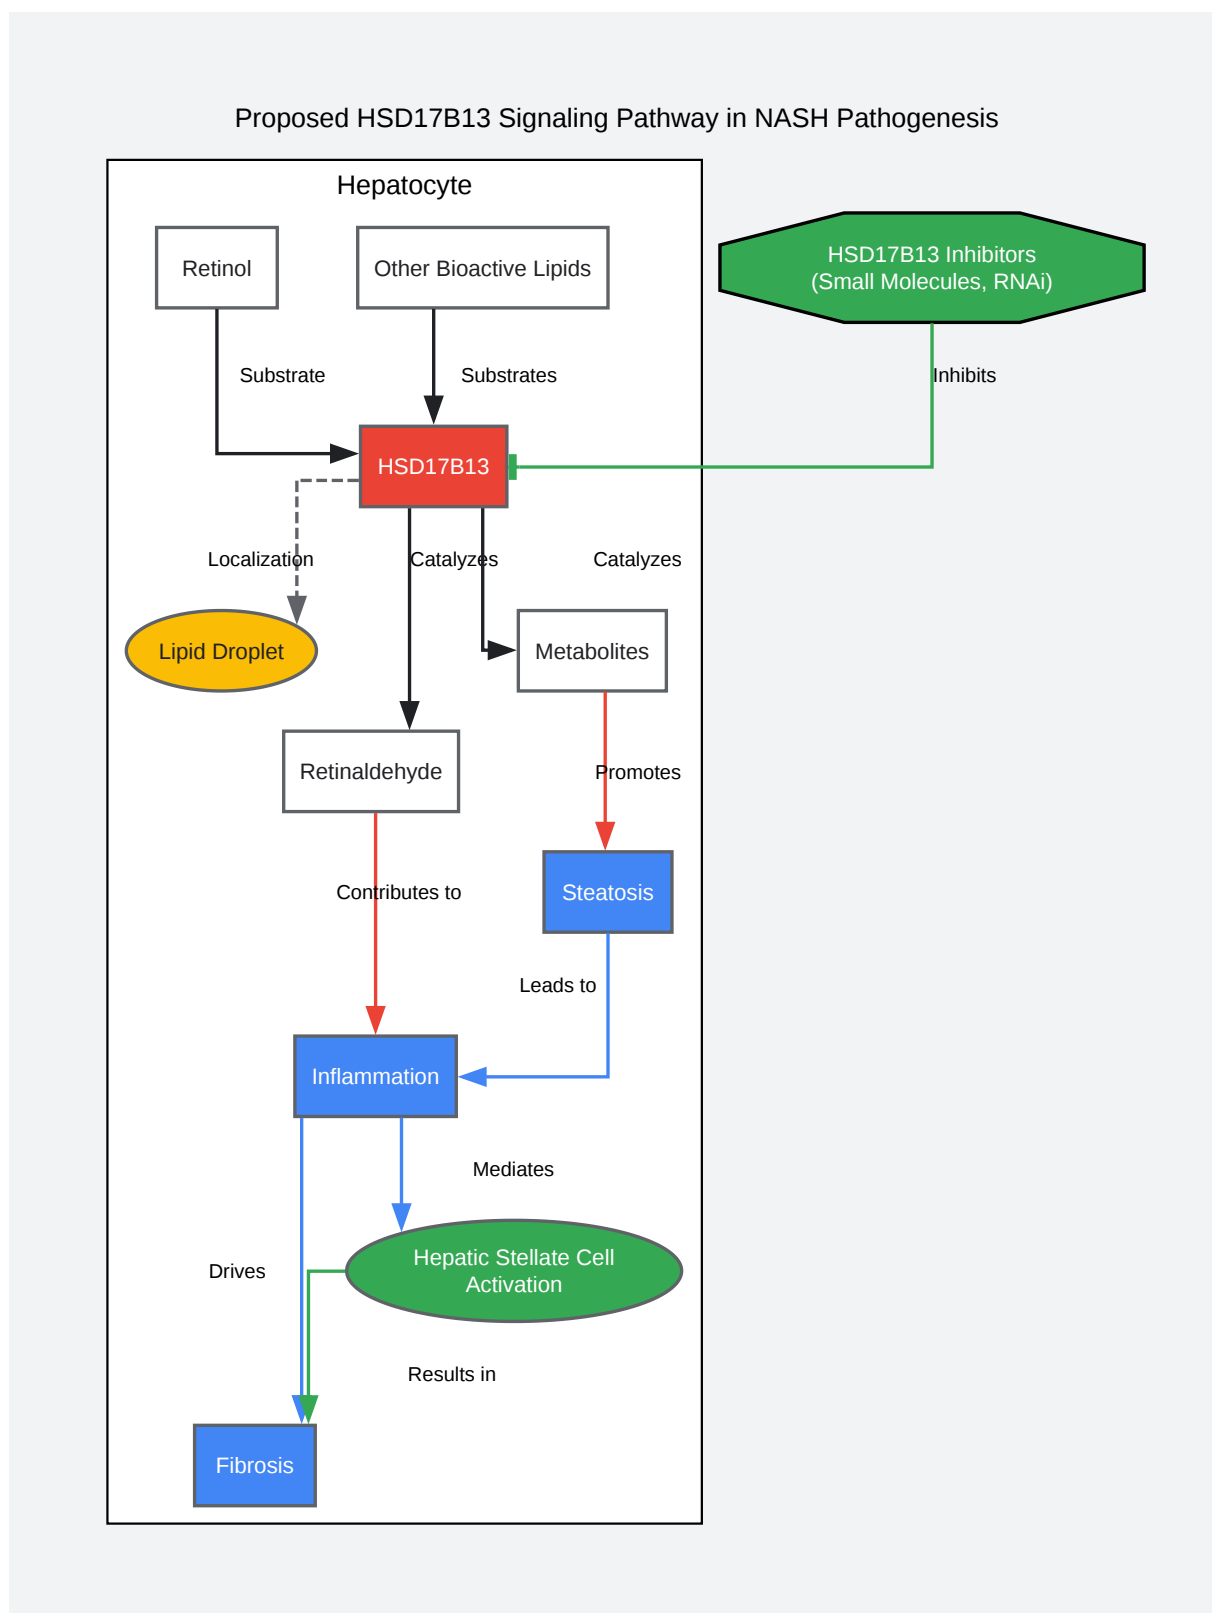 Proposed HSD17B13 Signaling Pathway in NASH Pathogenesis
Hepatocyte
Retinol
Other Bioactive Lipids
HSD17B13 Inhibitors
(Small Molecules, RNAi)
Substrate
Substrates
Inhibits
HSD17B13
Localization
Catalyzes
Catalyzes
Lipid Droplet
Metabolites
Retinaldehyde
Promotes
Contributes to
Steatosis
Leads to
Inflammation
Mediates
Hepatic Stellate Cell
Activation
Drives
Results in
Fibrosis